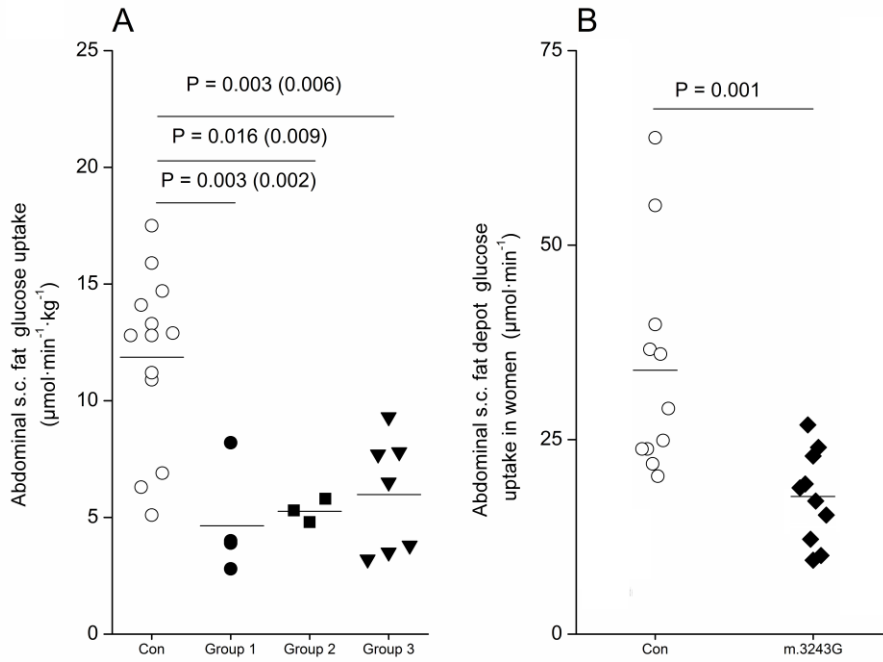 A
Abdominal s.c. fat glucose uptake
(µmol·min⁻¹·kg⁻¹)
25
20
15
10
5
0
P = 0.003 (0.006)
P = 0.016 (0.009)
P = 0.003 (0.002)
Con Group 1 Group 2 Group 3
B
Abdominal s.c. fat depot glucose
uptake in women (µmol·min⁻¹)
75
50
25
0
P = 0.001
Con m.3243G